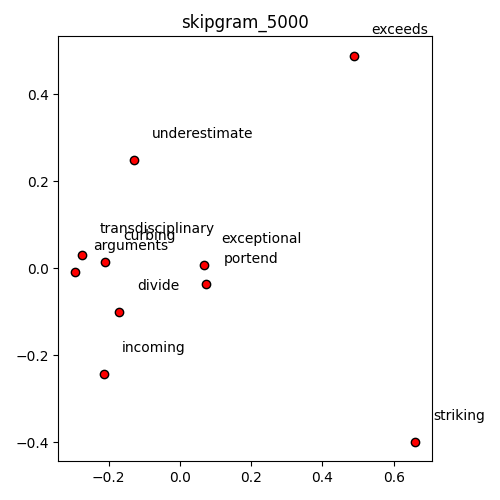 skipgram_5000
exceeds
underestimate
transdisciplinary
curbing
arguments
exceptional
portend
divide
incoming
striking
0.4
0.2
0.0
−0.2
−0.4
−0.2 0.0 0.2 0.4 0.6